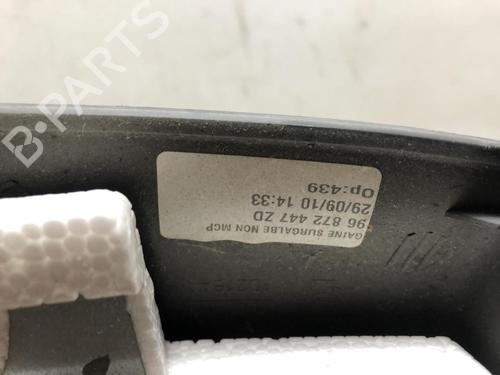 B-PARTS
GAINE SURGALBE NON MCP
96 872 447 ZD
29/09/10 14:33
Op:439